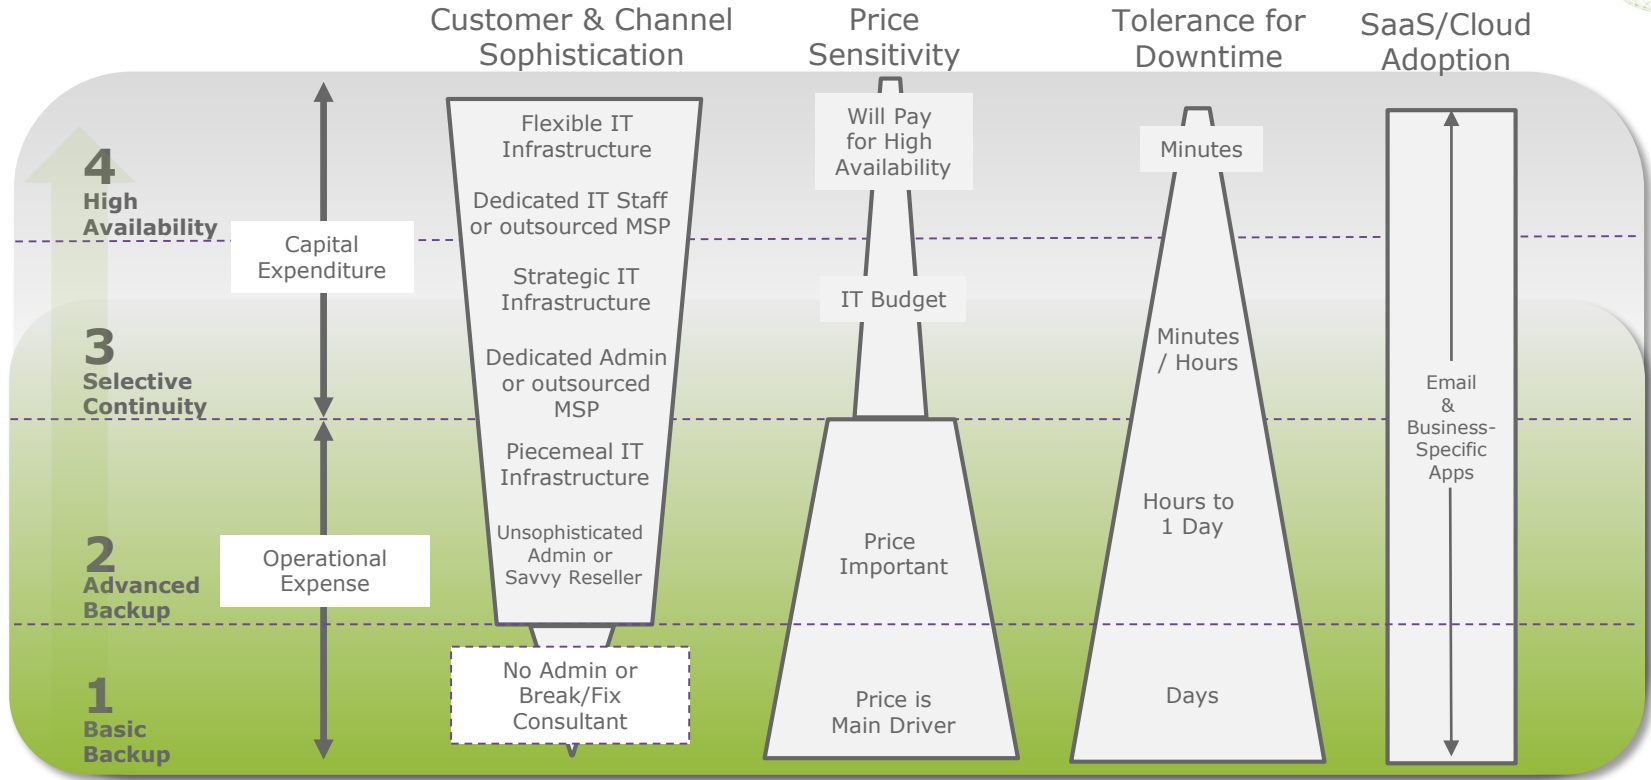 Customer & Channel
Sophistication
Price
Sensitivity
Tolerance for
Downtime
SaaS/Cloud
Adoption
4
High
Availability
3
Selective
Continuity
2
Advanced
Backup
1
Basic
Backup
Capital
Expenditure
Operational
Expense
Flexible IT
Infrastructure
Dedicated IT Staff
or outsourced MSP
Strategic IT
Infrastructure
Dedicated Admin
or outsourced
MSP
Piecemeal IT
Infrastructure
Unsophisticated
Admin or
Savvy Reseller
No Admin or
Break/Fix
Consultant
Will Pay
for High
Availability
IT Budget
Price
Important
Price is
Main Driver
Minutes
Minutes
/ Hours
Hours to
1 Day
Days
Email
&
Business-
Specific
Apps